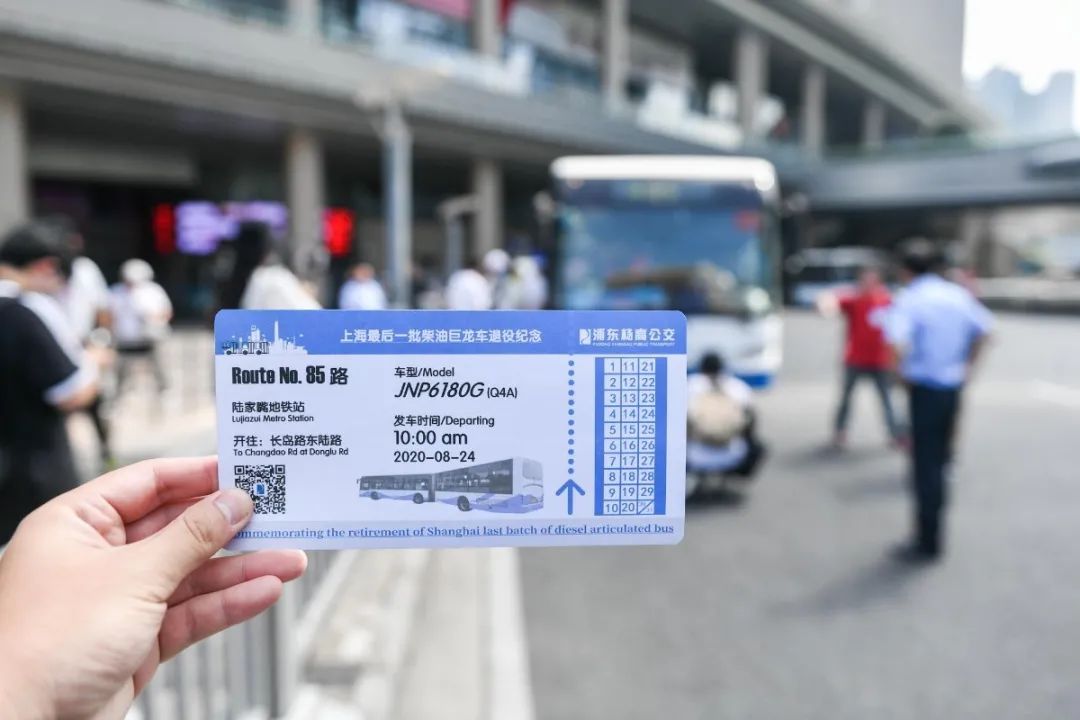 上海最后一批柴油巨龙车退役纪念
浦东杨高公交
PUDONG YANGGAO PUBLIC TRANSPORT
Route No. 85 路
陆家嘴地铁站
Lujiazui Metro Station
开往：长岛路东陆路
To Changdao Rd at Donglu Rd
车型/Model
JNP6180G (Q4A)
发车时间/Departing
10:00 am
2020-08-24
1 11 21
2 12 22
3 13 23
4 14 24
5 15 25
6 16 26
7 17 27
8 18 28
9 19 29
10 20
mmemorating the retirement of Shanghai last batch of diesel articulated bus